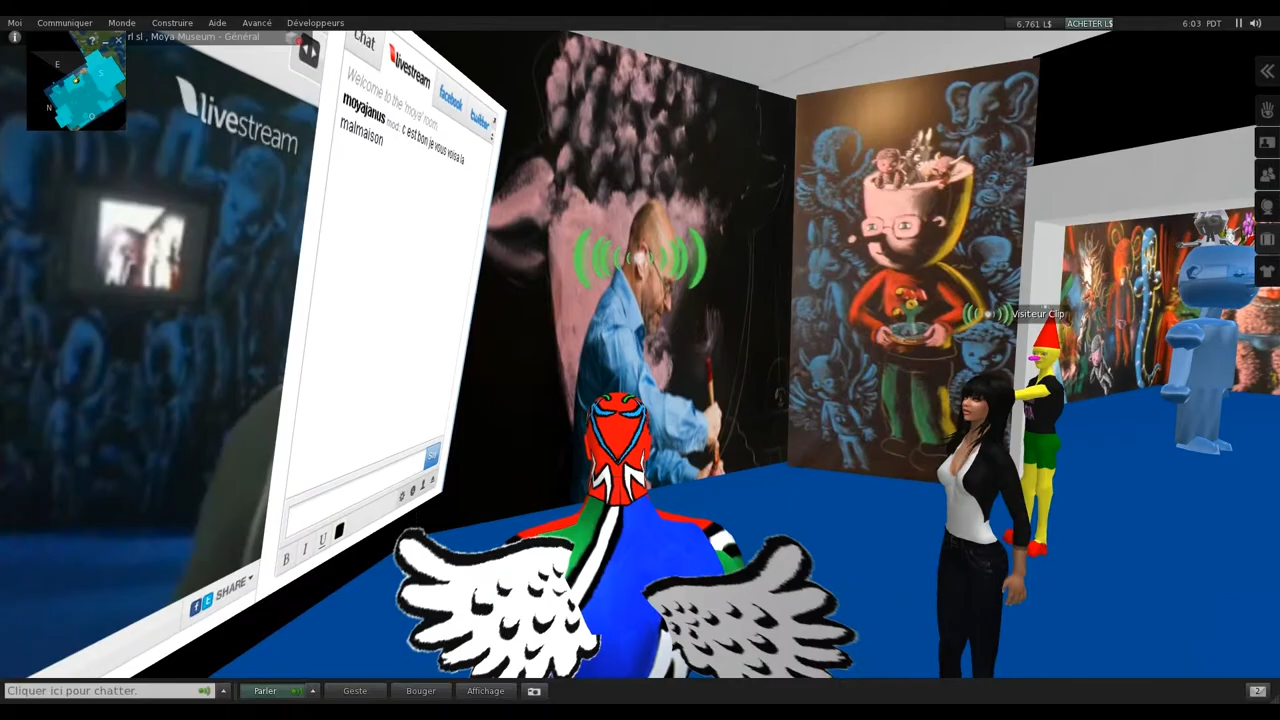 Moi Communiquer Monde Construire Aide Avancé Développeurs
6,761 L$ ACHETER L$ 6:03 PDT
rl sl , Moya Museum - Général
E
S
N
O
livestream
Chat
livestream
facebook
twitter
Welcome to the 'moya' room
moyajanus mod: c est bon je vous voisa la
malmaison
B I U
SHARE
Visiteur Clip
Cliquer ici pour chatter.
Parler Geste Bouger Affichage
2